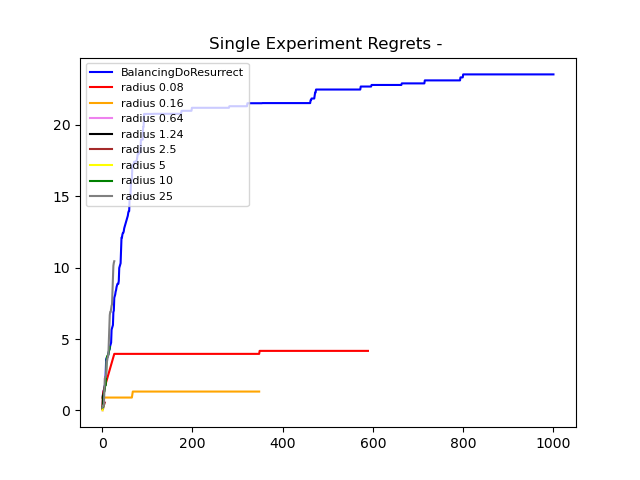 Single Experiment Regrets -
BalancingDoResurrect
radius 0.08
radius 0.16
radius 0.64
radius 1.24
radius 2.5
radius 5
radius 10
radius 25
20
15
10
5
0
0 200 400 600 800 1000